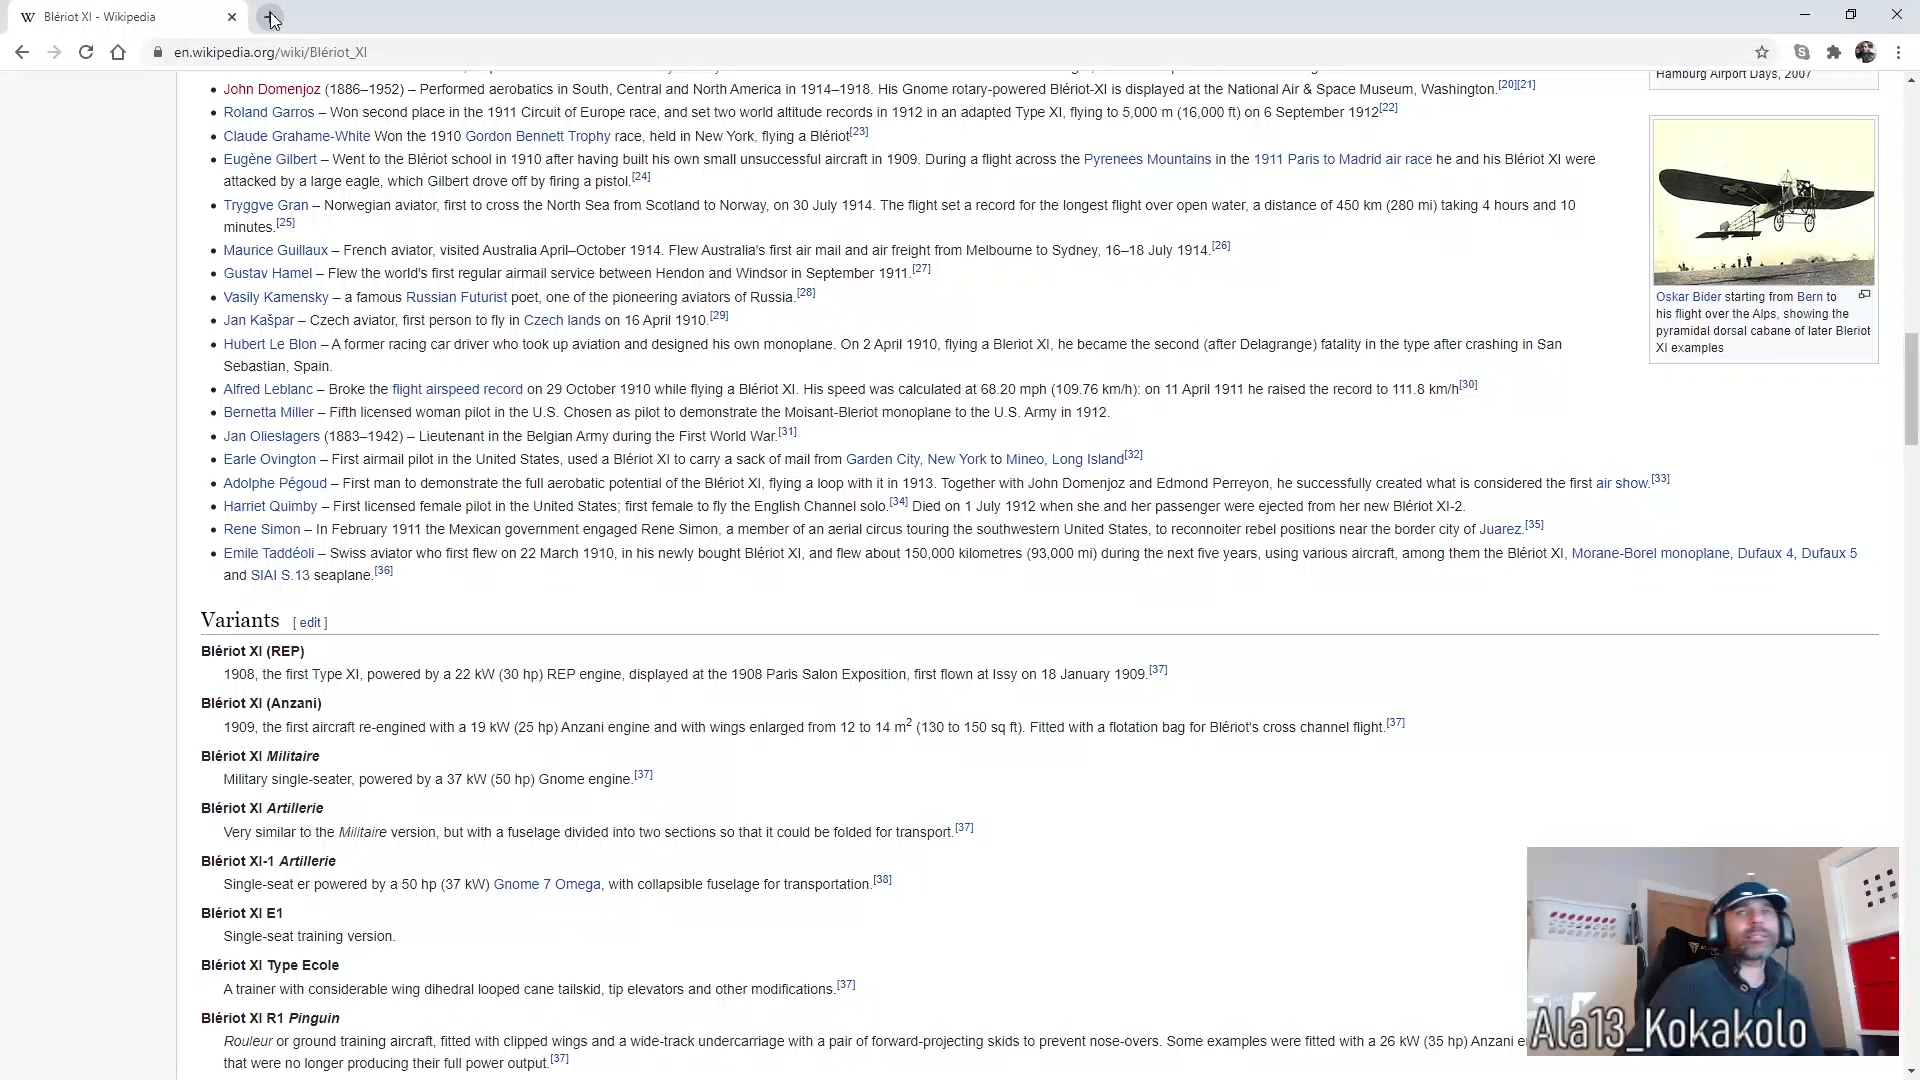 Blériot XI - Wikipedia
en.wikipedia.org/wiki/Blériot_XI
John Domenjoz (1886–1952) – Performed aerobatics in South, Central and North America in 1914–1918. His Gnome rotary-powered Blériot-XI is displayed at the National Air & Space Museum, Washington.[20][21]
Roland Garros – Won second place in the 1911 Circuit of Europe race, and set two world altitude records in 1912 in an adapted Type XI, flying to 5,000 m (16,000 ft) on 6 September 1912[22]
Claude Grahame-White Won the 1910 Gordon Bennett Trophy race, held in New York, flying a Blériot[23]
Eugène Gilbert – Went to the Blériot school in 1910 after having built his own small unsuccessful aircraft in 1909. During a flight across the Pyrenees Mountains in the 1911 Paris to Madrid air race he and his Blériot XI were
attacked by a large eagle, which Gilbert drove off by firing a pistol.[24]
Tryggve Gran – Norwegian aviator, first to cross the North Sea from Scotland to Norway, on 30 July 1914. The flight set a record for the longest flight over open water, a distance of 450 km (280 mi) taking 4 hours and 10
minutes.[25]
Maurice Guillaux – French aviator, visited Australia April–October 1914. Flew Australia's first air mail and air freight from Melbourne to Sydney, 16–18 July 1914.[26]
Gustav Hamel – Flew the world's first regular airmail service between Hendon and Windsor in September 1911.[27]
Vasily Kamensky – a famous Russian Futurist poet, one of the pioneering aviators of Russia.[28]
Jan Kašpar – Czech aviator, first person to fly in Czech lands on 16 April 1910.[29]
Hubert Le Blon – A former racing car driver who took up aviation and designed his own monoplane. On 2 April 1910, flying a Bleriot XI, he became the second (after Delagrange) fatality in the type after crashing in San
Sebastian, Spain.
Alfred Leblanc – Broke the flight airspeed record on 29 October 1910 while flying a Blériot XI. His speed was calculated at 68.20 mph (109.76 km/h): on 11 April 1911 he raised the record to 111.8 km/h[30]
Bernetta Miller – Fifth licensed woman pilot in the U.S. Chosen as pilot to demonstrate the Moisant-Bleriot monoplane to the U.S. Army in 1912.
Jan Olieslagers (1883–1942) – Lieutenant in the Belgian Army during the First World War.[31]
Earle Ovington – First airmail pilot in the United States, used a Blériot XI to carry a sack of mail from Garden City, New York to Mineo, Long Island[32]
Adolphe Pégoud – First man to demonstrate the full aerobatic potential of the Blériot XI, flying a loop with it in 1913. Together with John Domenjoz and Edmond Perreyon, he successfully created what is considered the first air show.[33]
Harriet Quimby – First licensed female pilot in the United States; first female to fly the English Channel solo.[34] Died on 1 July 1912 when she and her passenger were ejected from her new Blériot XI-2.
Rene Simon – In February 1911 the Mexican government engaged Rene Simon, a member of an aerial circus touring the southwestern United States, to reconnoiter rebel positions near the border city of Juarez.[35]
Emile Taddéoli – Swiss aviator who first flew on 22 March 1910, in his newly bought Blériot XI, and flew about 150,000 kilometres (93,000 mi) during the next five years, using various aircraft, among them the Blériot XI, Morane-Borel monoplane, Dufaux 4, Dufaux 5
and SIAI S.13 seaplane.[36]
Hamburg Airport Days, 2007
Oskar Bider starting from Bern to
his flight over the Alps, showing the
pyramidal dorsal cabane of later Bleriot
XI examples
Variants [ edit ]
Blériot XI (REP)
1908, the first Type XI, powered by a 22 kW (30 hp) REP engine, displayed at the 1908 Paris Salon Exposition, first flown at Issy on 18 January 1909.[37]
Blériot XI (Anzani)
1909, the first aircraft re-engined with a 19 kW (25 hp) Anzani engine and with wings enlarged from 12 to 14 m2 (130 to 150 sq ft). Fitted with a flotation bag for Blériot's cross channel flight.[37]
Blériot XI Militaire
Military single-seater, powered by a 37 kW (50 hp) Gnome engine.[37]
Blériot XI Artillerie
Very similar to the Militaire version, but with a fuselage divided into two sections so that it could be folded for transport.[37]
Blériot XI-1 Artillerie
Single-seat er powered by a 50 hp (37 kW) Gnome 7 Omega, with collapsible fuselage for transportation.[38]
Blériot XI E1
Single-seat training version.
Blériot XI Type Ecole
A trainer with considerable wing dihedral looped cane tailskid, tip elevators and other modifications.[37]
Blériot XI R1 Pinguin
Rouleur or ground training aircraft, fitted with clipped wings and a wide-track undercarriage with a pair of forward-projecting skids to prevent nose-overs. Some examples were fitted with a 26 kW (35 hp) Anzani
that were no longer producing their full power output.[37]
Ala13_Kokakolo